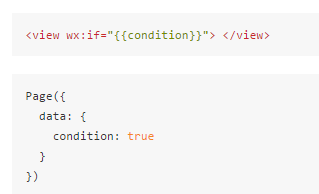 <view wx:if="{{condition}}"> </view>
Page({
  data: {
    condition: true
  }
})